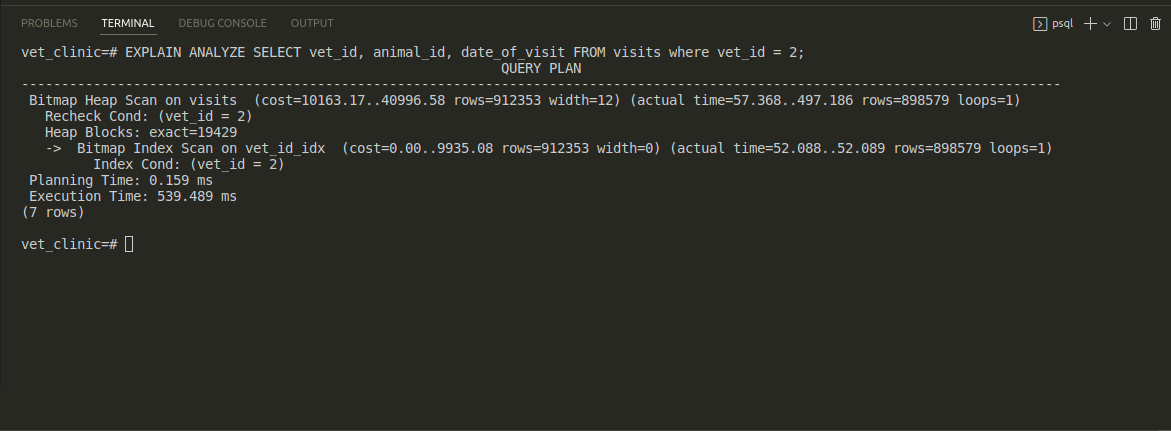 PROBLEMS TERMINAL DEBUG CONSOLE OUTPUT psql
vet_clinic=# EXPLAIN ANALYZE SELECT vet_id, animal_id, date_of_visit FROM visits where vet_id = 2;
QUERY PLAN
-----------------------------------------------------------------------------------------------------------------------------------
Bitmap Heap Scan on visits  (cost=10163.17..40996.58 rows=912353 width=12) (actual time=57.368..497.186 rows=898579 loops=1)
Recheck Cond: (vet_id = 2)
Heap Blocks: exact=19429
->  Bitmap Index Scan on vet_id_idx  (cost=0.00..9935.08 rows=912353 width=0) (actual time=52.088..52.089 rows=898579 loops=1)
Index Cond: (vet_id = 2)
Planning Time: 0.159 ms
Execution Time: 539.489 ms
(7 rows)
vet_clinic=#